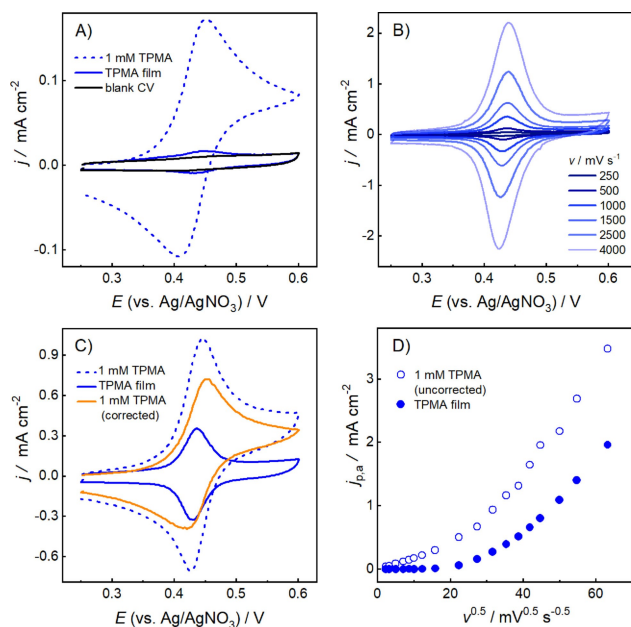 A)
1 mM TPMA
TPMA film
blank CV
0.1
0.0
-0.1
j / mA cm⁻²
0.3 0.4 0.5 0.6
E (vs. Ag/AgNO₃) / V
B)
2
1
0
-1
-2
j / mA cm⁻²
v / mV s⁻¹
250
500
1000
1500
2500
4000
0.3 0.4 0.5 0.6
E (vs. Ag/AgNO₃) / V
C)
1 mM TPMA
TPMA film
1 mM TPMA
(corrected)
0.9
0.6
0.3
0.0
-0.3
-0.6
j / mA cm⁻²
0.3 0.4 0.5 0.6
E (vs. Ag/AgNO₃) / V
D)
1 mM TPMA
(uncorrected)
TPMA film
3
2
1
0
jp,a / mA cm⁻²
0 20 40 60
v⁰·⁵ / mV⁰·⁵ s⁻⁰·⁵